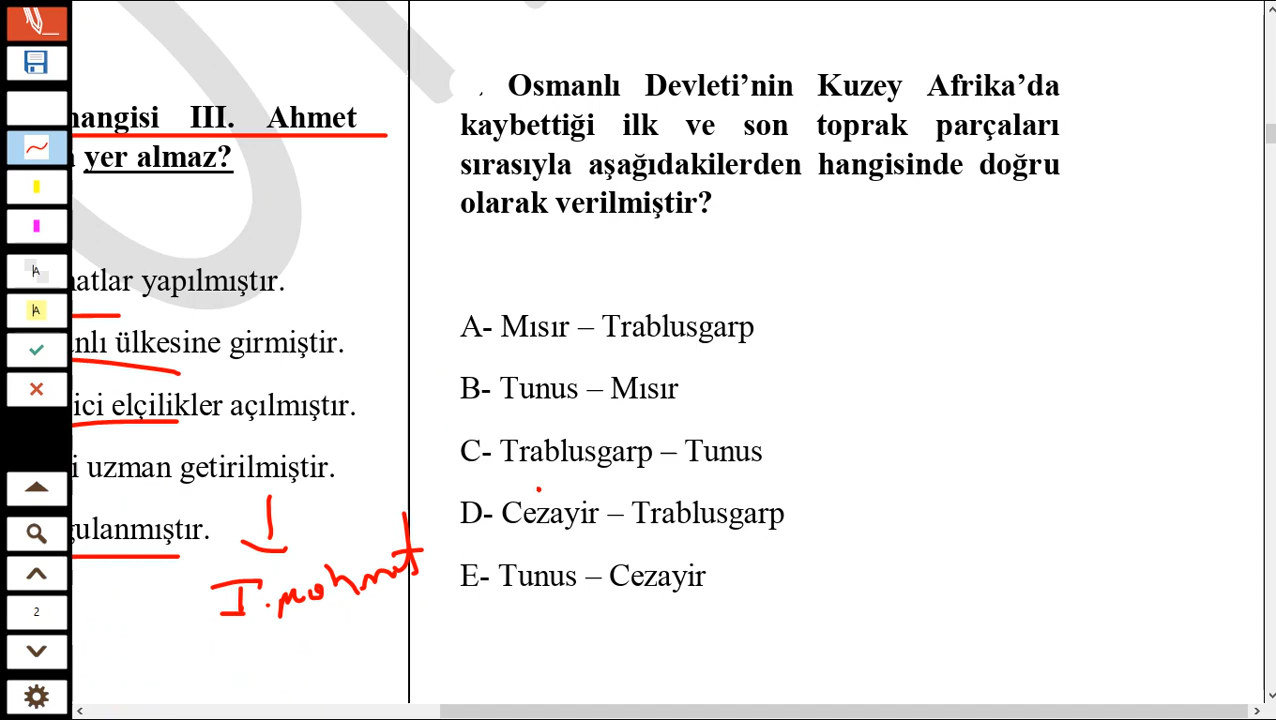 hangisi III. Ahmet
yer almaz?
natlar yapılmıştır.
nlı ülkesine girmiştir.
ici elçilikler açılmıştır.
i uzman getirilmiştir.
gulanmıştır.
I. mahmut
Osmanlı Devleti’nin Kuzey Afrika’da
kaybettiği ilk ve son toprak parçaları
sırasıyla aşağıdakilerden hangisinde doğru
olarak verilmiştir?
A- Mısır – Trablusgarp
B- Tunus – Mısır
C- Trablusgarp – Tunus
D- Cezayir – Trablusgarp
E- Tunus – Cezayir
2